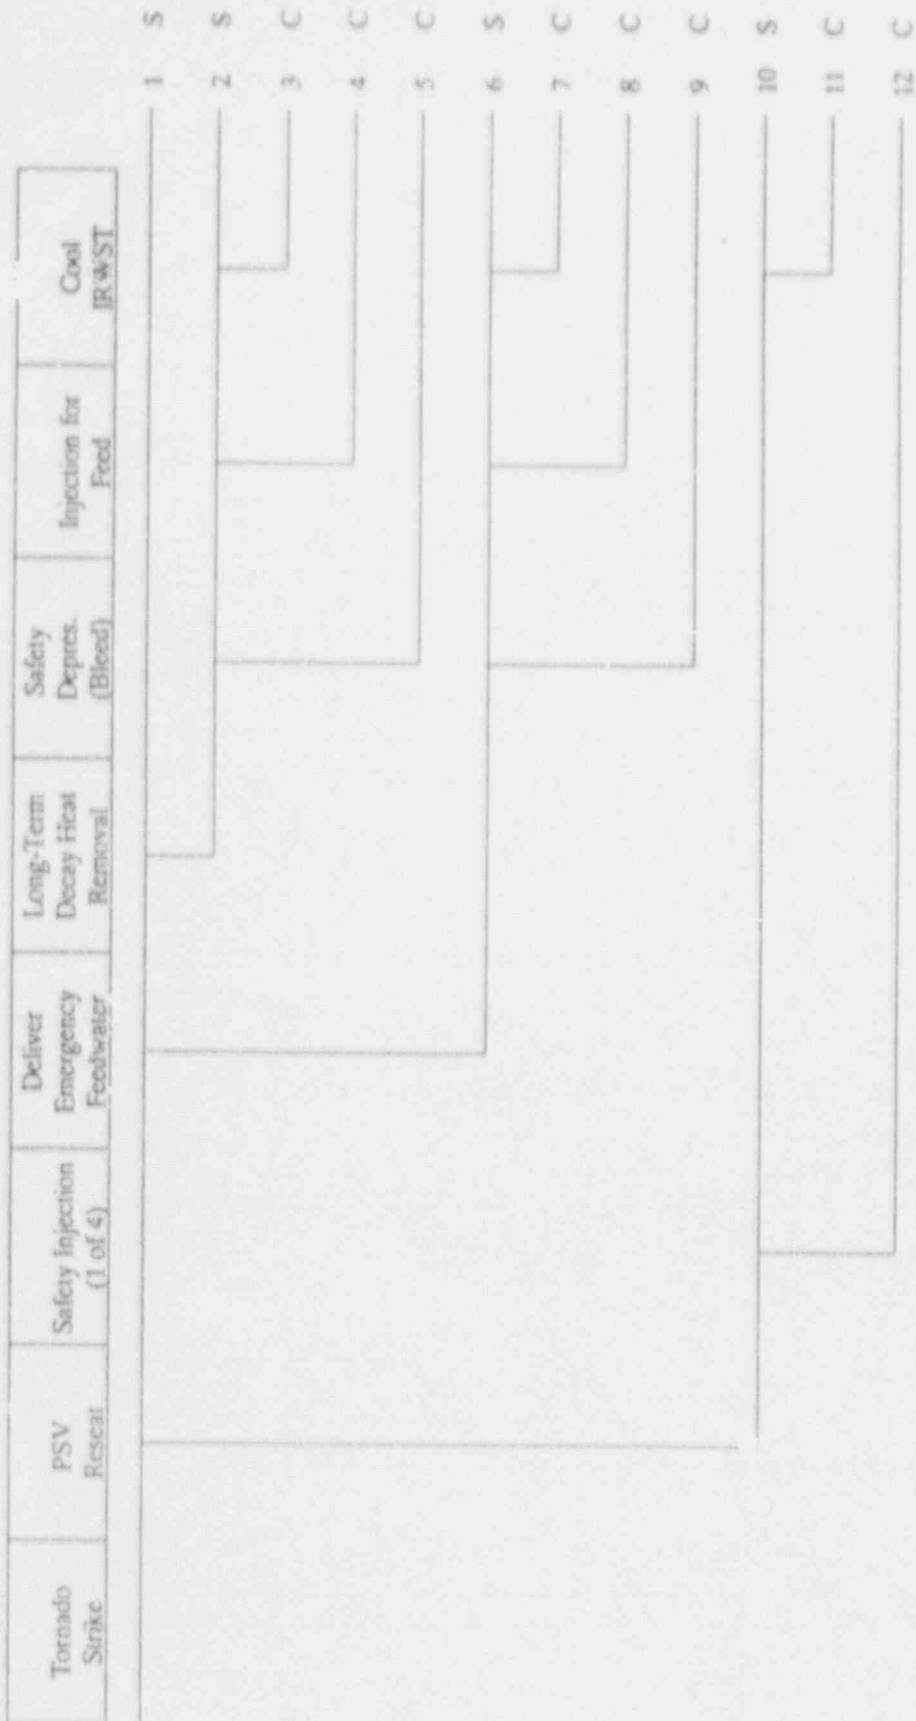 Tornado
Strike
PSV
Reseat
Safety Injection
(1 of 4)
Deliver
Emergency
Feedwater
Long-Term
Decay Heat
Removal
Safety
Depres.
(Bleed)
Injection for
Feed
Cool
IRWST
1 S
2 S
3 C
4 C
5 C
6 S
7 C
8 C
9 C
10 S
11 C
12 C